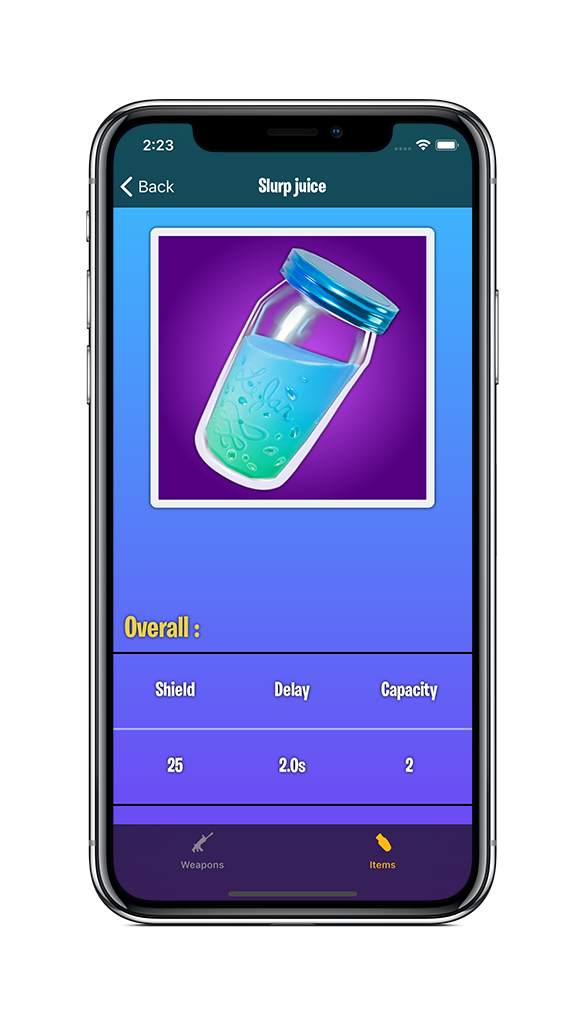 2:23
Back
Slurp juice
Overall :
Shield Delay Capacity
25 2.0s 2
Weapons Items